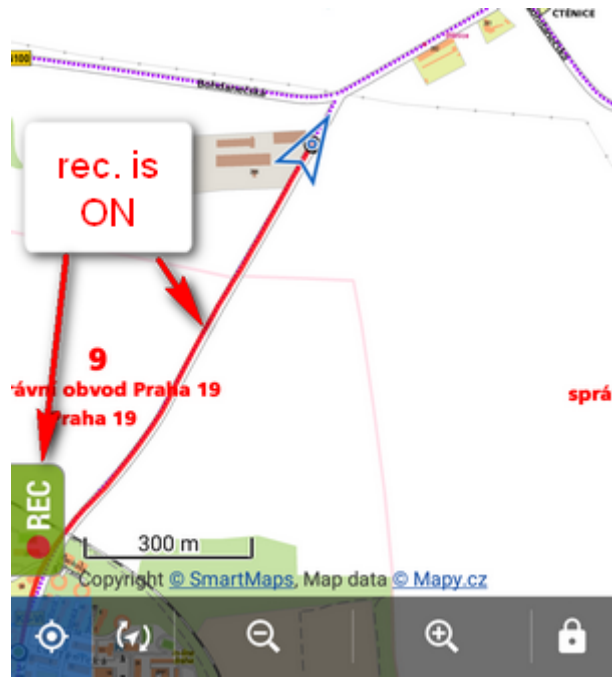 CTĚNICE
Bohdanečská
rec. is
ON
9
rávní obvod Praha 19
Praha 19
sprá
REC
300 m
Copyright © SmartMaps, Map data © Mapy.cz